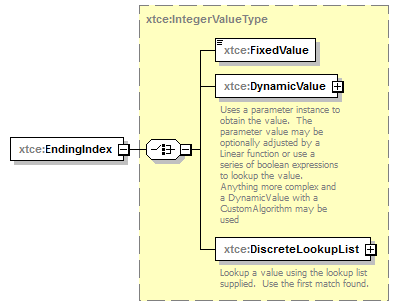 xtce:IntegerValueType
xtce:FixedValue
xtce:DynamicValue
Uses a parameter instance to
obtain the value. The
parameter value may be
optionally adjusted by a
Linear function or use a
series of boolean expressions
to lookup the value.
Anything more complex and
a DynamicValue with a
CustomAlgorithm may be
used
xtce:EndingIndex
xtce:DiscreteLookupList
Lookup a value using the lookup list
supplied. Use the first match found.